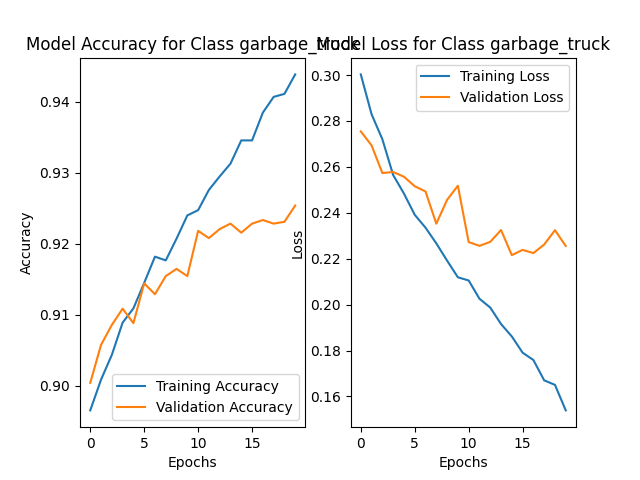 Model Accuracy for Class garbage_truck
Accuracy
0.94
0.93
0.92
0.91
0.90
Training Accuracy
Validation Accuracy
0 5 10 15
Epochs
Model Loss for Class garbage_truck
Loss
0.30
0.28
0.26
0.24
0.22
0.20
0.18
0.16
Training Loss
Validation Loss
0 5 10 15
Epochs